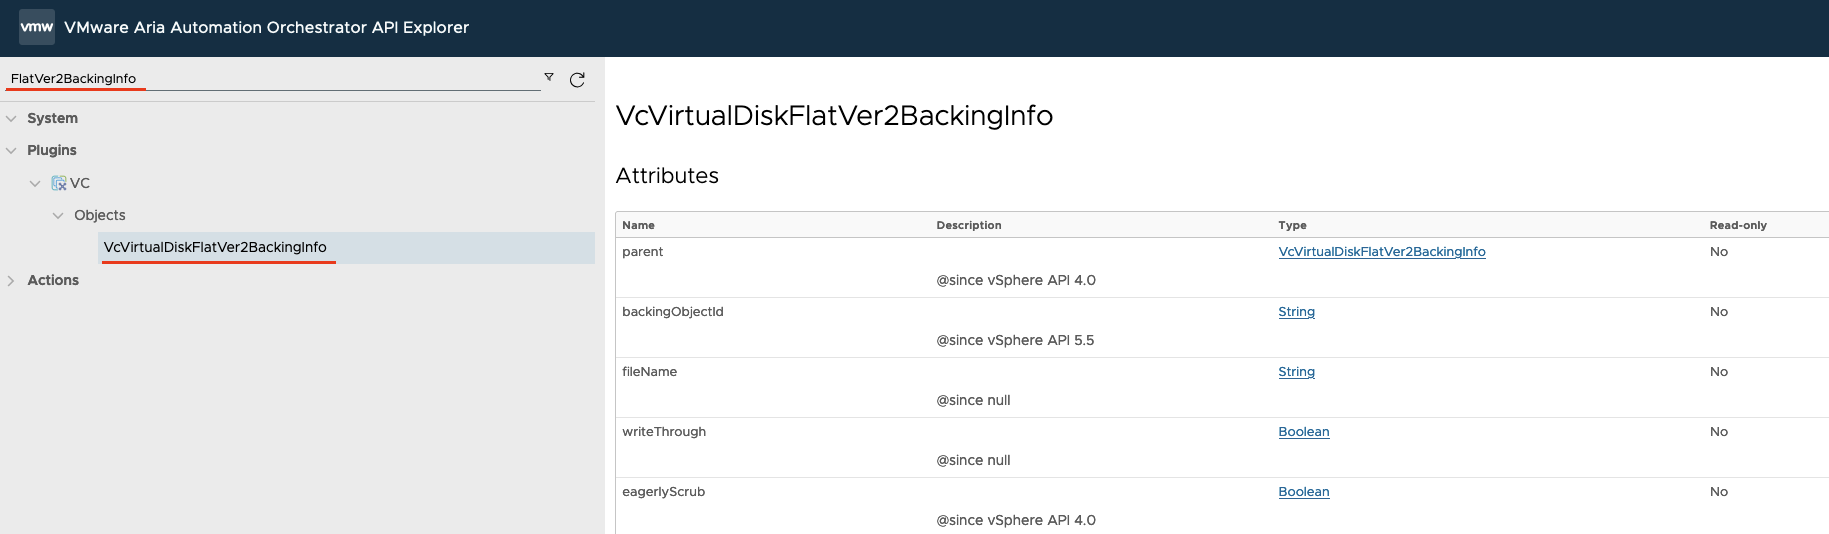 vmw VMware Aria Automation Orchestrator API Explorer
FlatVer2BackingInfo
System
Plugins
VC
Objects
VcVirtualDiskFlatVer2BackingInfo
Actions
VcVirtualDiskFlatVer2BackingInfo
Attributes
Name Description Type Read-only
parent VcVirtualDiskFlatVer2BackingInfo No
@since vSphere API 4.0
backingObjectId String No
@since vSphere API 5.5
fileName String No
@since null
writeThrough Boolean No
@since null
eagerlyScrub Boolean No
@since vSphere API 4.0